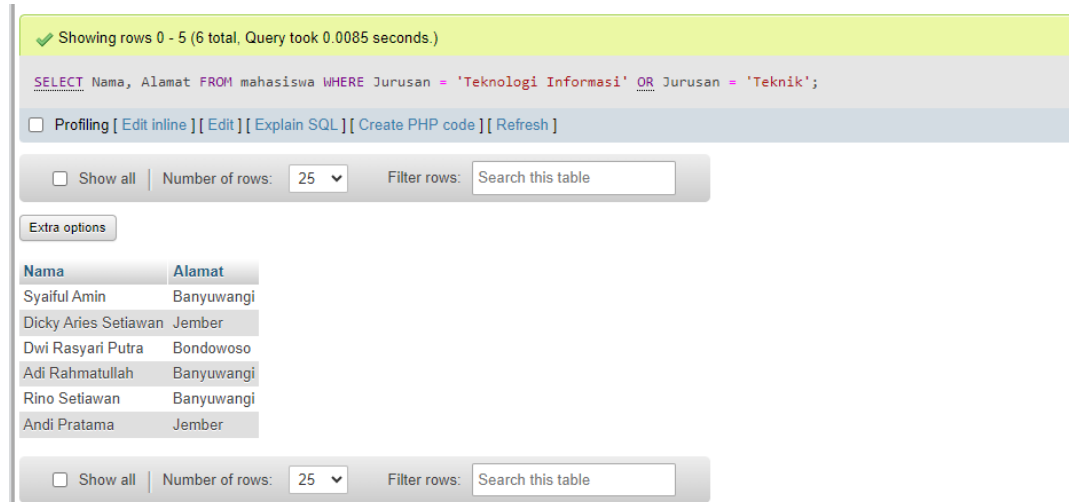 Showing rows 0 - 5 (6 total, Query took 0.0085 seconds.)
SELECT Nama, Alamat FROM mahasiswa WHERE Jurusan = 'Teknologi Informasi' OR Jurusan = 'Teknik';
Profiling [ Edit inline ] [ Edit ] [ Explain SQL ] [ Create PHP code ] [ Refresh ]
Show all | Number of rows: 25 Filter rows: Search this table
Extra options
Nama Alamat
Syaiful Amin Banyuwangi
Dicky Aries Setiawan Jember
Dwi Rasyari Putra Bondowoso
Adi Rahmatullah Banyuwangi
Rino Setiawan Banyuwangi
Andi Pratama Jember
Show all | Number of rows: 25 Filter rows: Search this table